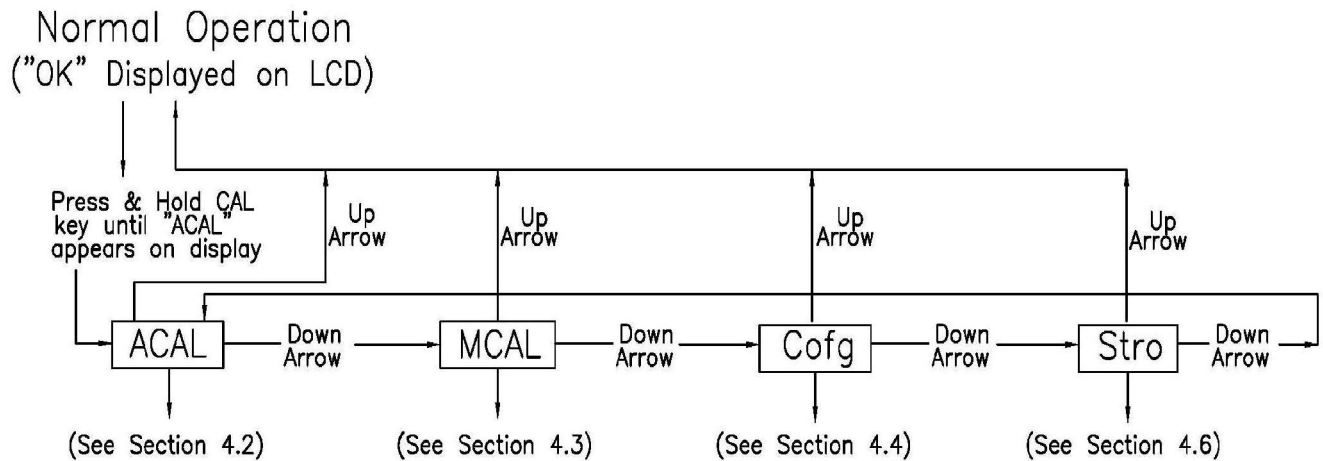 Normal Operation
("OK" Displayed on LCD)
Press & Hold CAL
key until "ACAL"
appears on display
Up
Arrow
Up
Arrow
Up
Arrow
Up
Arrow
ACAL
Down
Arrow
MCAL
Down
Arrow
Cofg
Down
Arrow
Stro
Down
Arrow
(See Section 4.2)
(See Section 4.3)
(See Section 4.4)
(See Section 4.6)